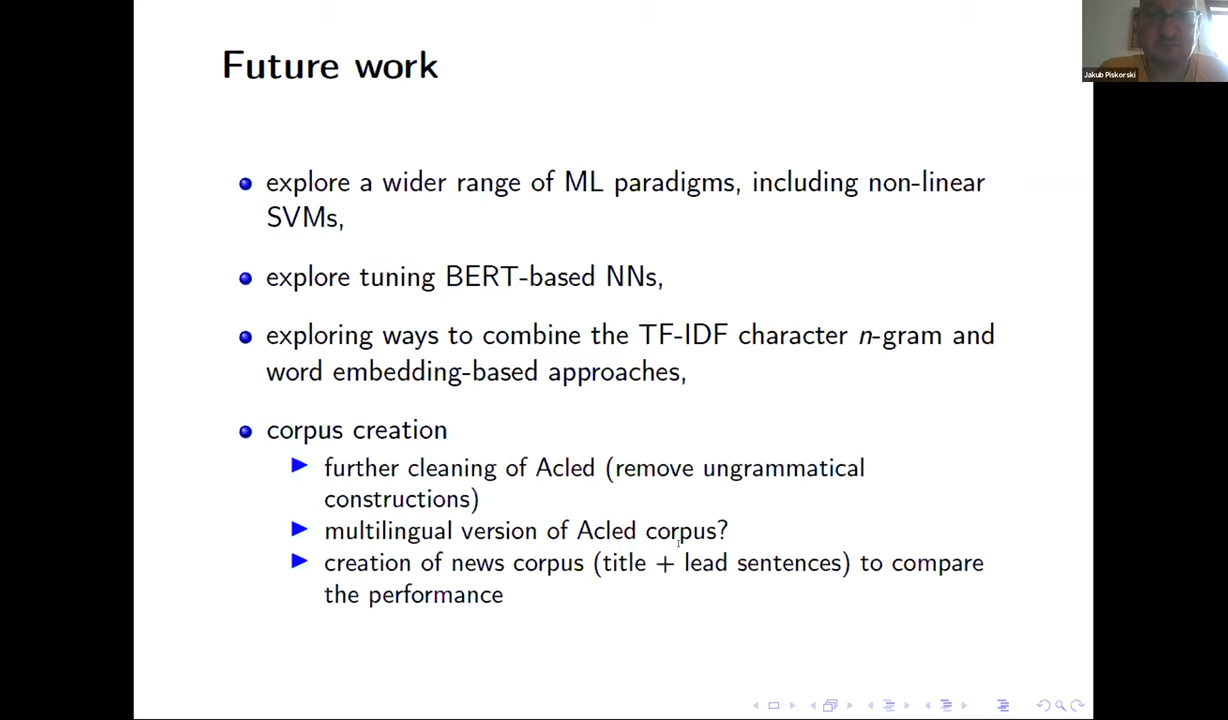 Future work
Jakub Piskorski
explore a wider range of ML paradigms, including non-linear
SVMs,
explore tuning BERT-based NNs,
exploring ways to combine the TF-IDF character n-gram and
word embedding-based approaches,
corpus creation
further cleaning of Acled (remove ungrammatical
constructions)
multilingual version of Acled corpus?
creation of news corpus (title + lead sentences) to compare
the performance